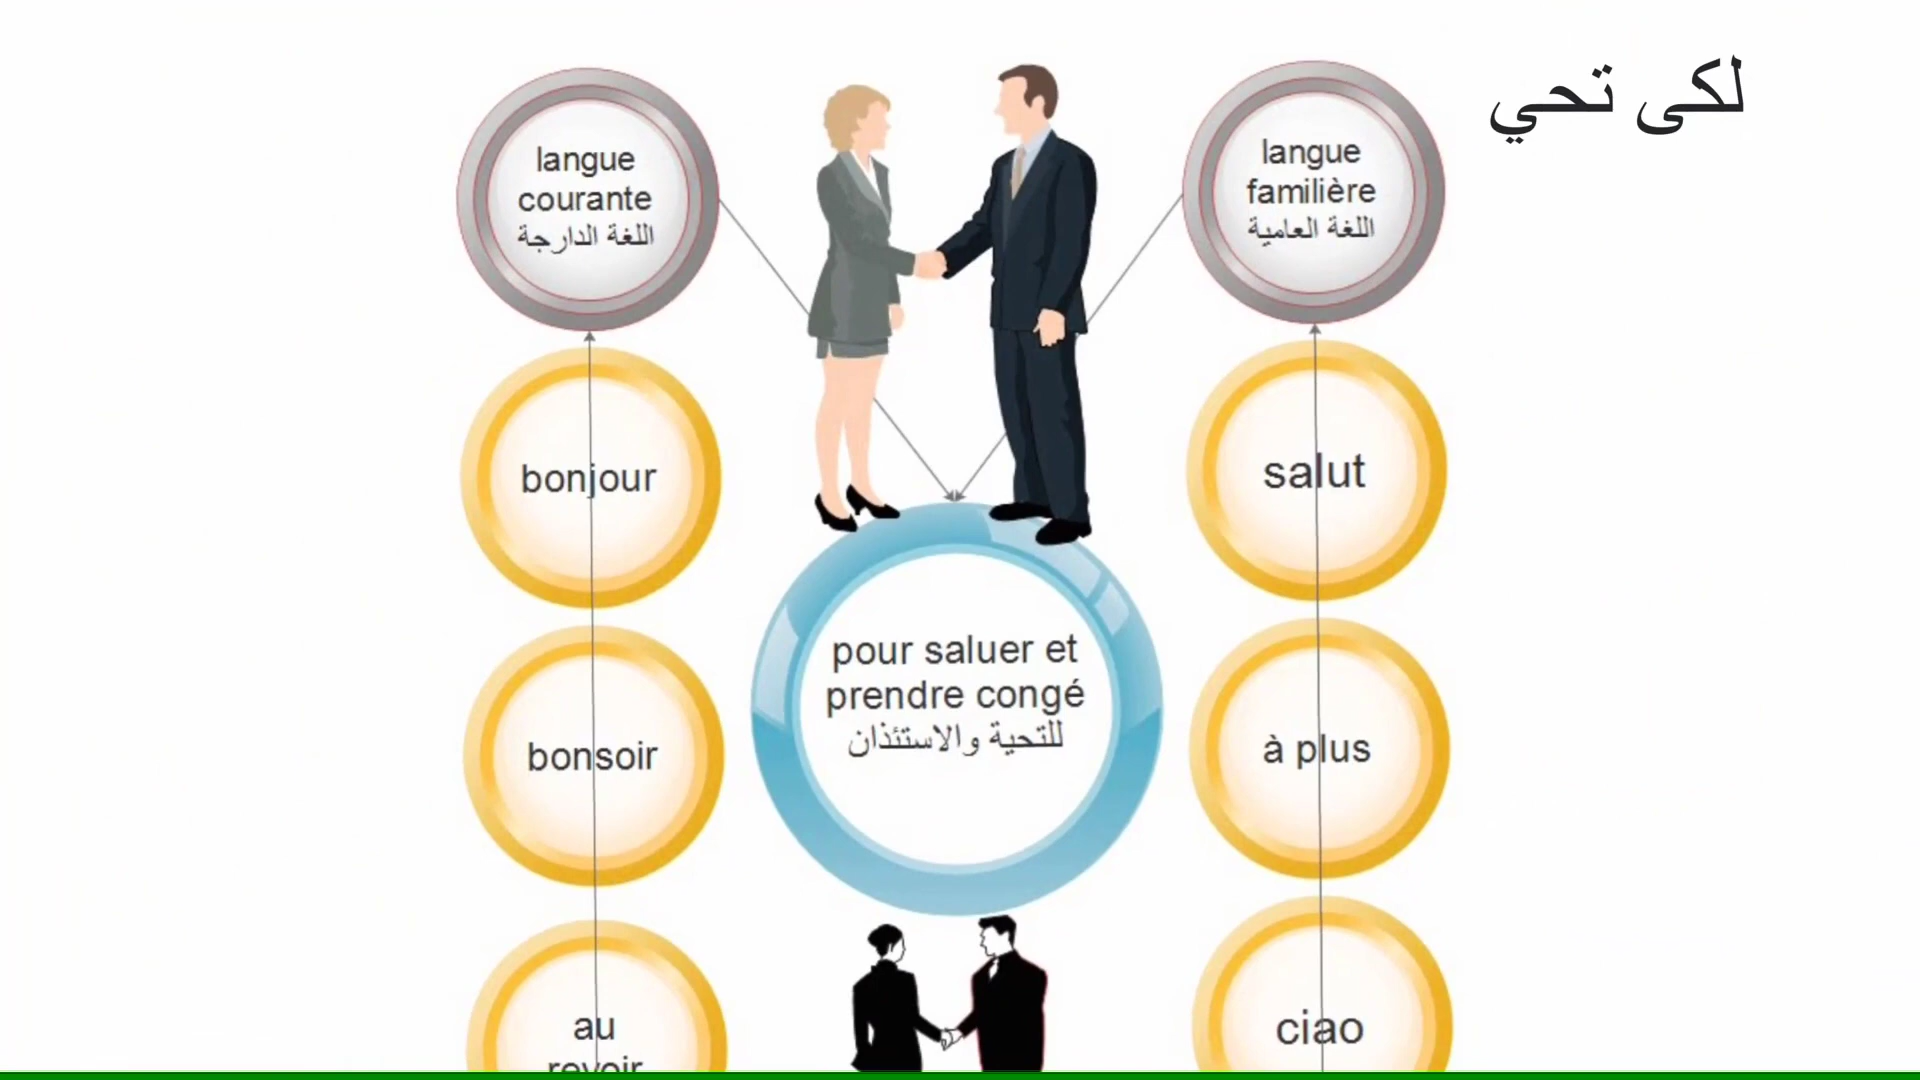 لكى تحي
langue
courante
اللغة الدارجة
langue
familière
اللغة العامية
bonjour
salut
pour saluer et
prendre congé
للتحية والاستئذان
bonsoir
à plus
au
revoir
ciao